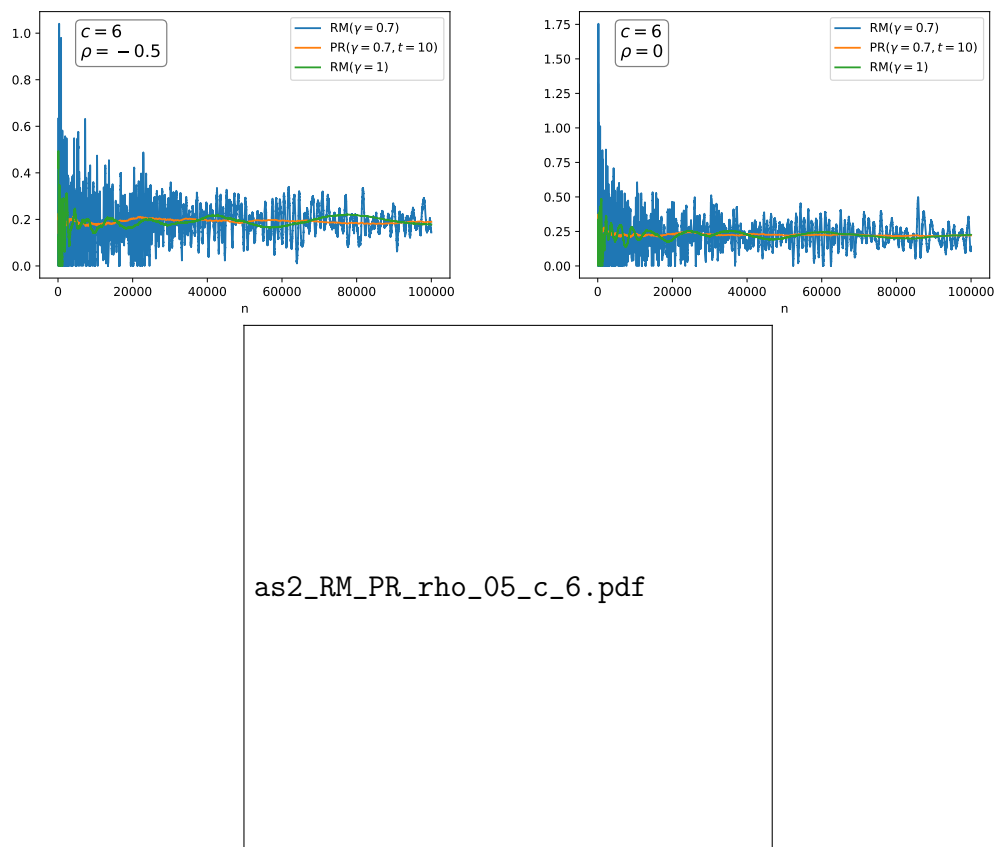 c = 6
ρ = −0.5
RM(γ = 0.7)
PR(γ = 0.7, t = 10)
RM(γ = 1)
1.0
0.8
0.6
0.4
0.2
0.0
0 20000 40000 60000 80000 100000
n
c = 6
ρ = 0
RM(γ = 0.7)
PR(γ = 0.7, t = 10)
RM(γ = 1)
1.75
1.50
1.25
1.00
0.75
0.50
0.25
0.00
0 20000 40000 60000 80000 100000
n
as2_RM_PR_rho_05_c_6.pdf